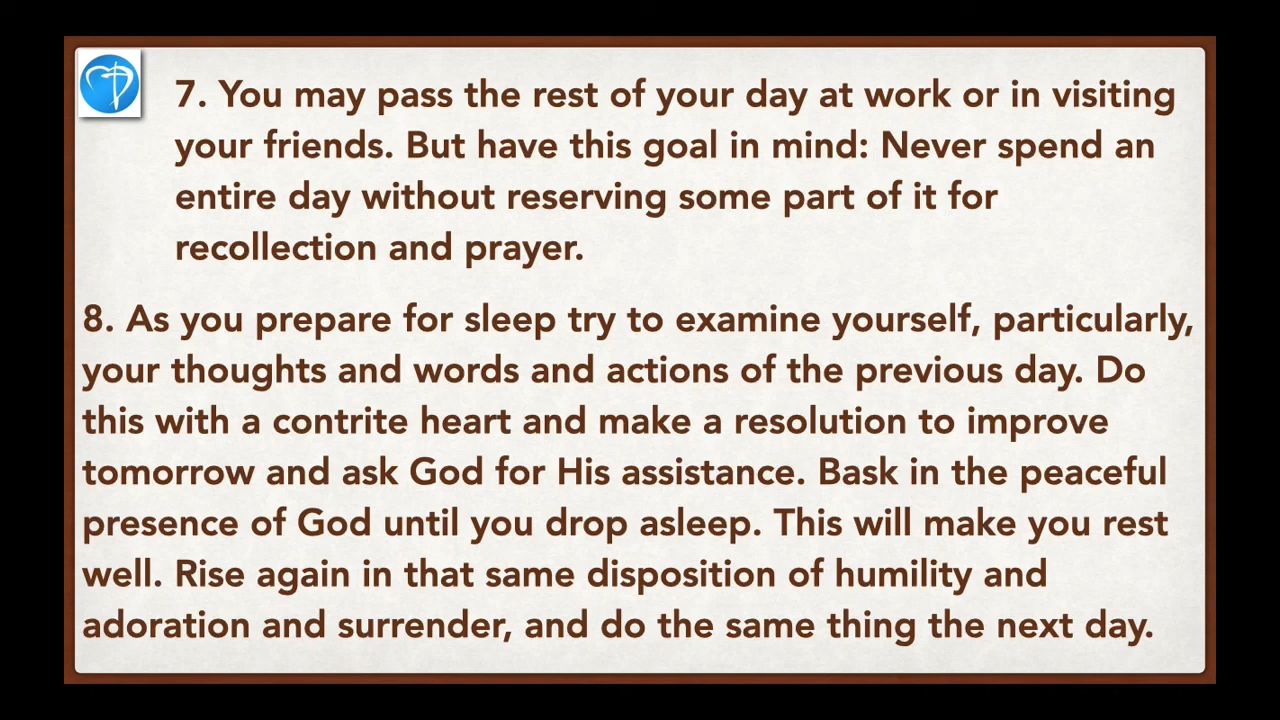 7. You may pass the rest of your day at work or in visiting
your friends. But have this goal in mind: Never spend an
entire day without reserving some part of it for
recollection and prayer.
8. As you prepare for sleep try to examine yourself, particularly,
your thoughts and words and actions of the previous day. Do
this with a contrite heart and make a resolution to improve
tomorrow and ask God for His assistance. Bask in the peaceful
presence of God until you drop asleep. This will make you rest
well. Rise again in that same disposition of humility and
adoration and surrender, and do the same thing the next day.